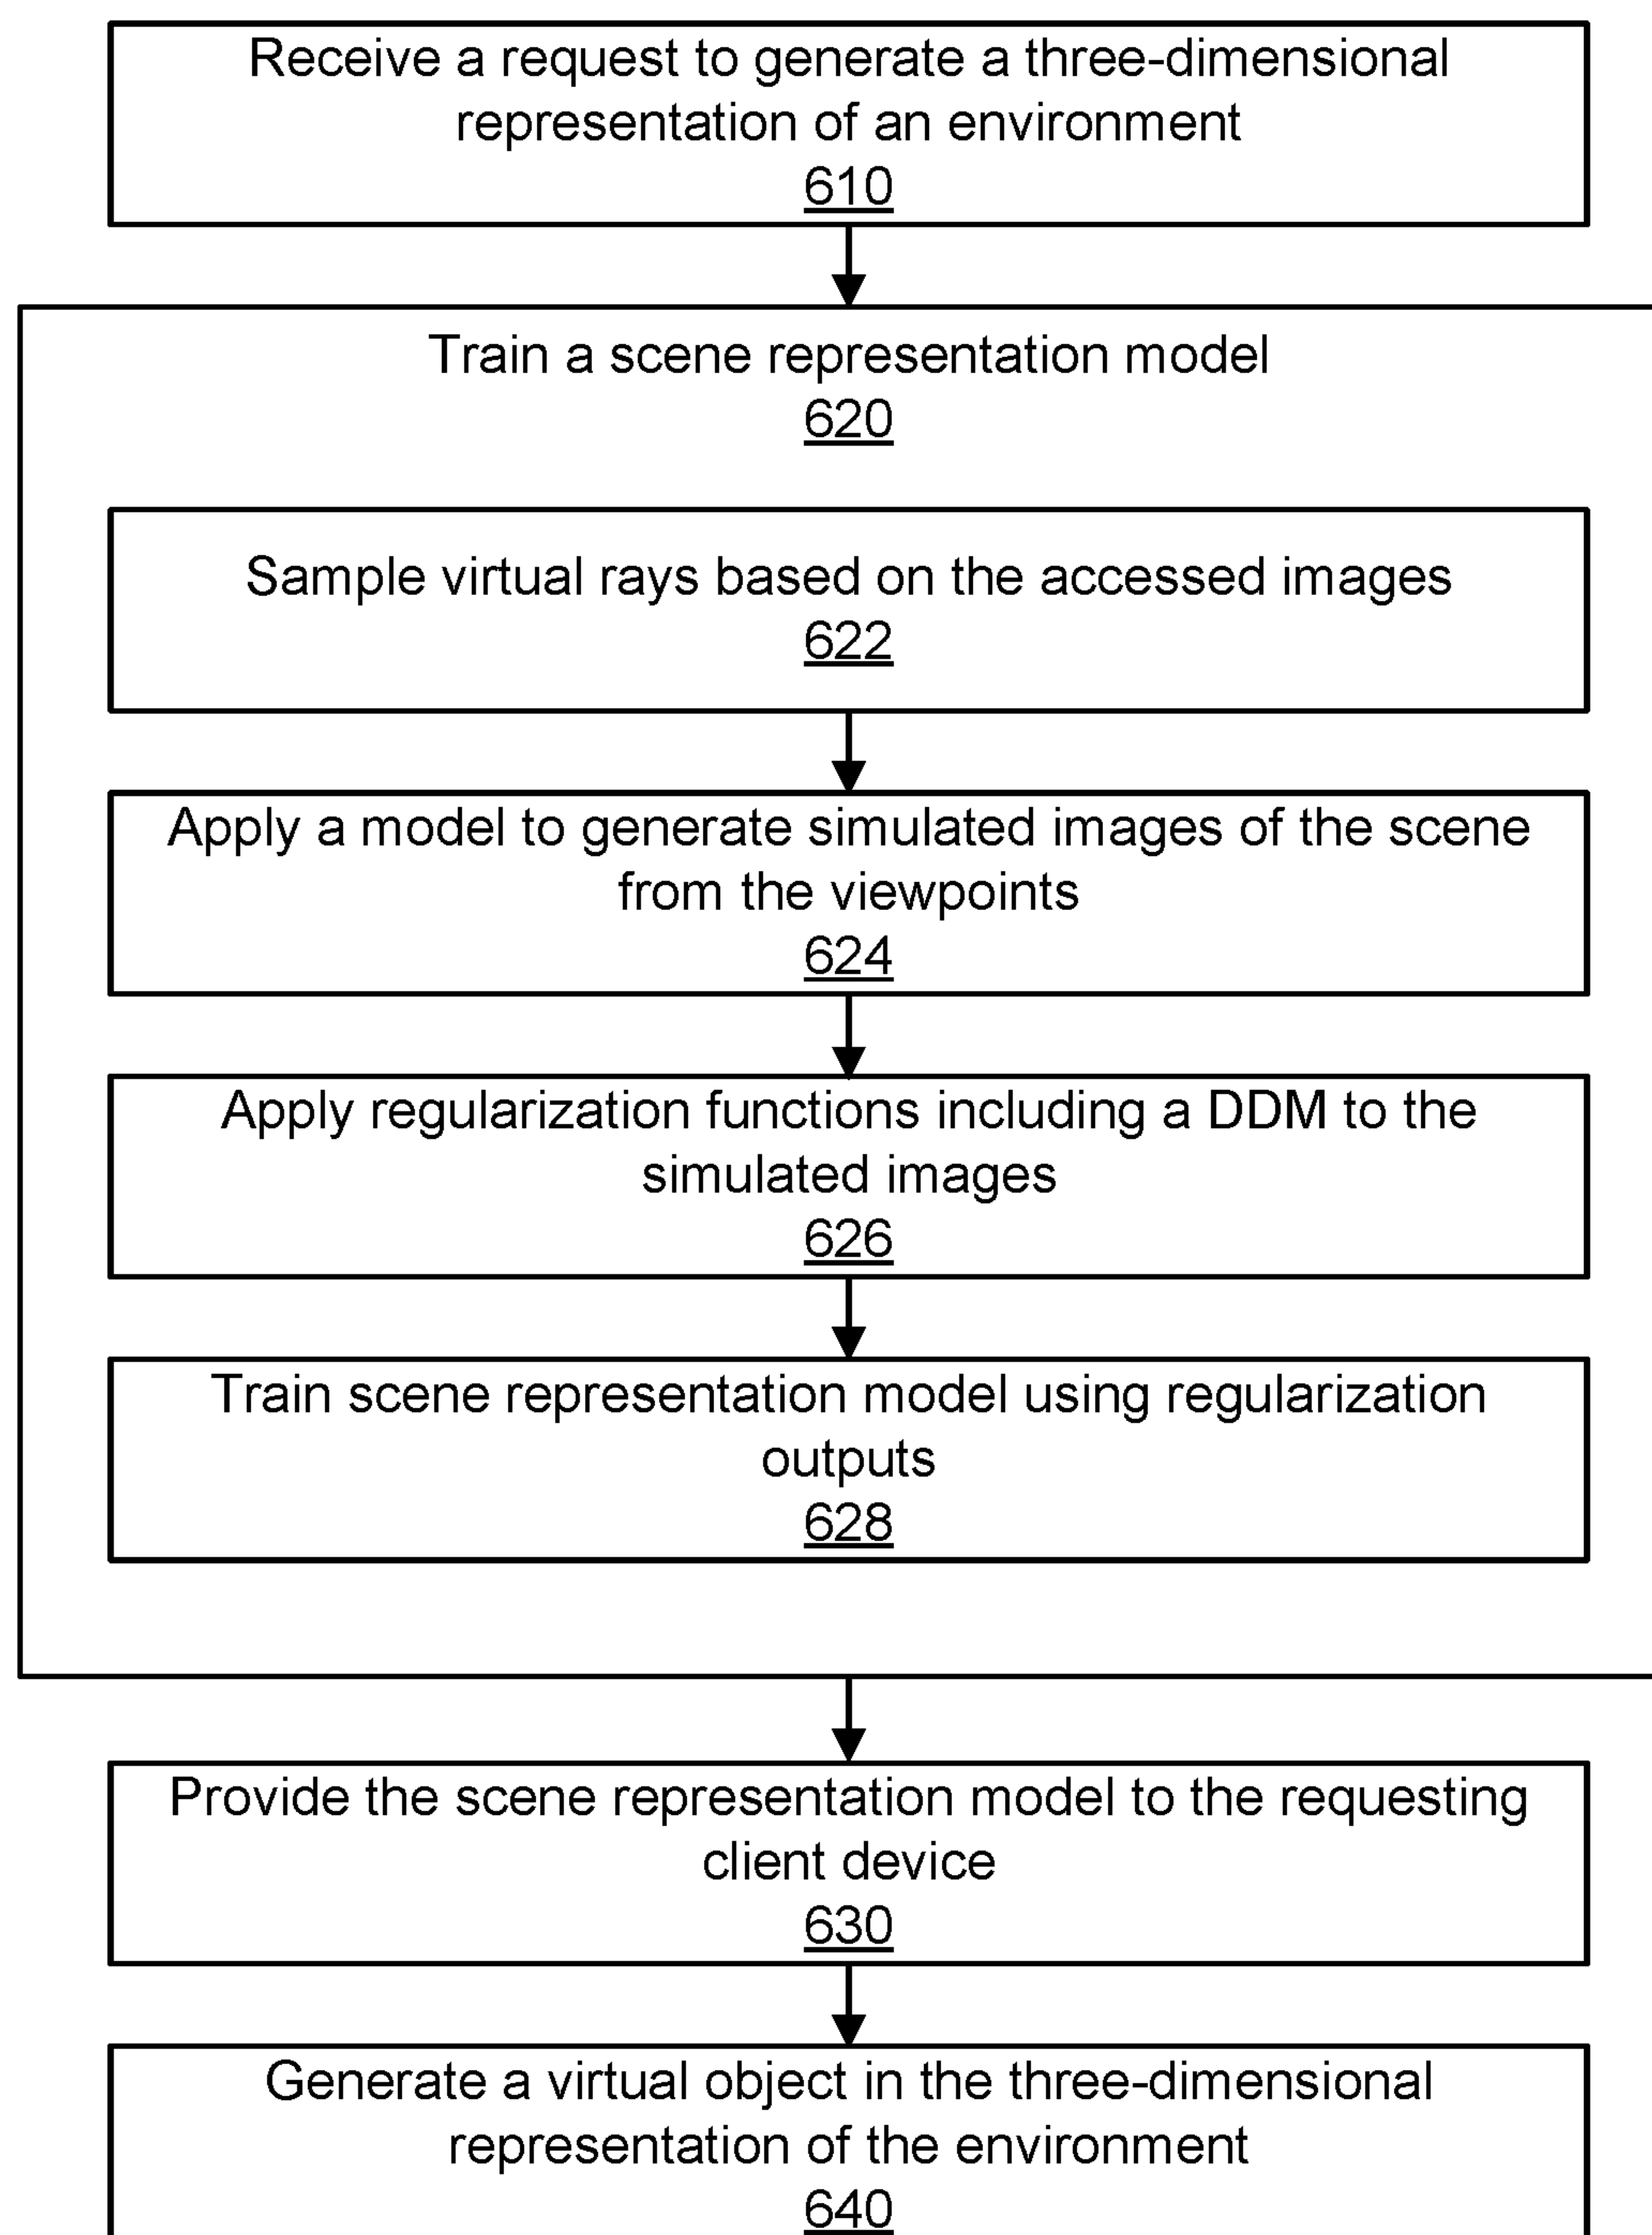 Receive a request to generate a three-dimensional
representation of an environment
610
Train a scene representation model
620
Sample virtual rays based on the accessed images
622
Apply a model to generate simulated images of the scene
from the viewpoints
624
Apply regularization functions including a DDM to the
simulated images
626
Train scene representation model using regularization
outputs
628
Provide the scene representation model to the requesting
client device
630
Generate a virtual object in the three-dimensional
representation of the environment
640